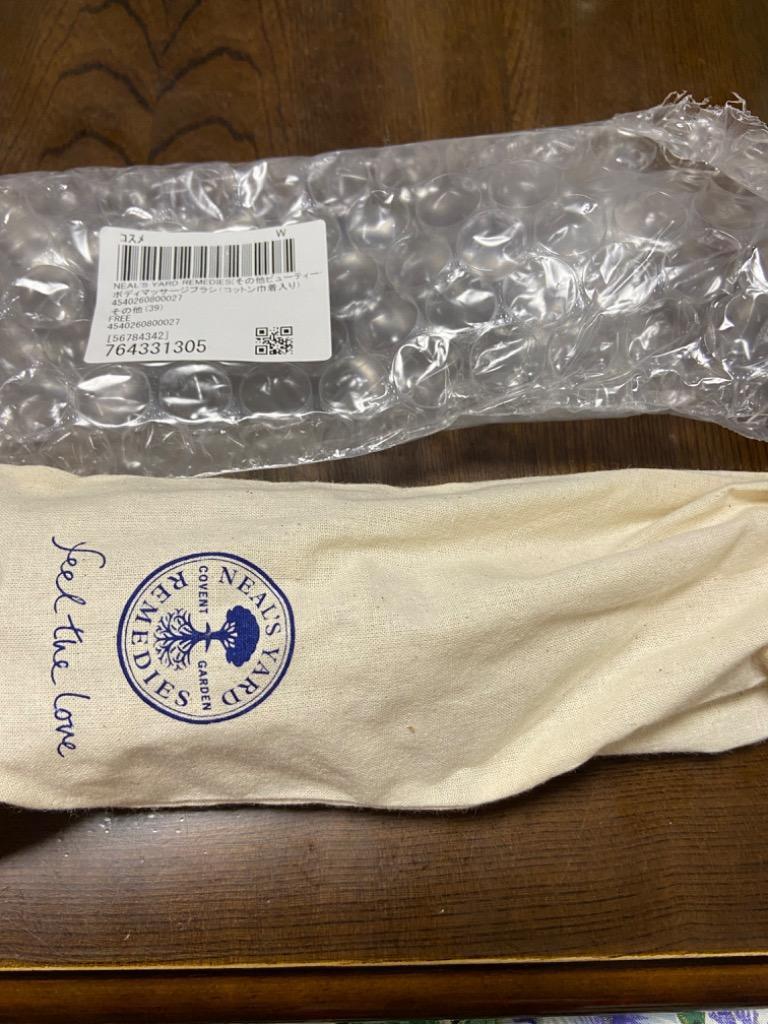 コスメ W
NEAL'S YARD REMEDIES(その他ビューティー
ボディマッサージブラシ(コットン巾着入り)
4540260800027
その他(39)
FREE
4540260800027
[56784342]
764331305
NEAL'S YARD
REMEDIES
COVENT GARDEN
feel the love